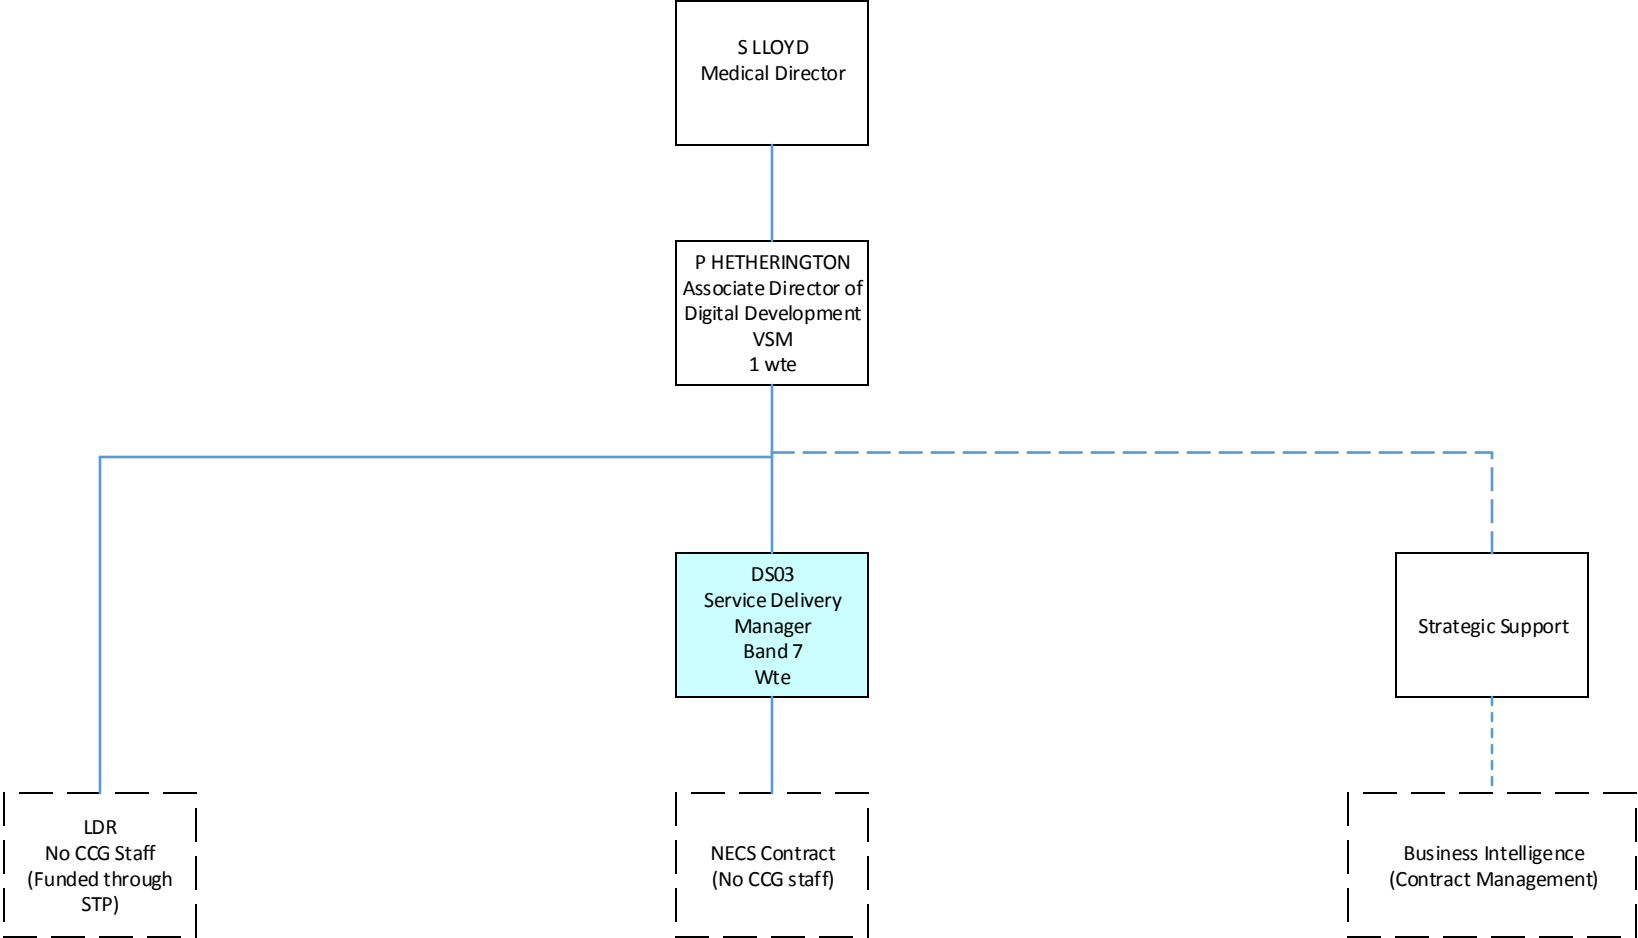 S LLOYD
Medical Director
P HETHERINGTON
Associate Director of
Digital Development
VSM
1 wte
DS03
Service Delivery
Manager
Band 7
Wte
Strategic Support
LDR
No CCG Staff
(Funded through
STP)
NECS Contract
(No CCG staff)
Business Intelligence
(Contract Management)